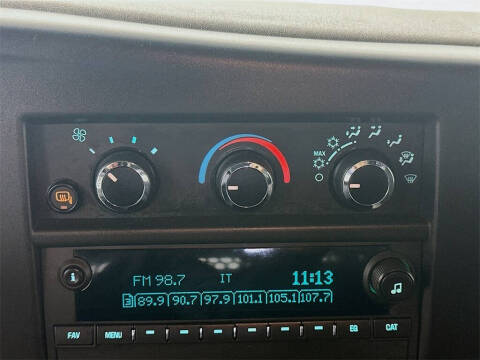 MAX
FM 98.7 IT 11:13
89.9 90.7 97.9 101.1 105.1 107.7
FAV MENU EQ CAT